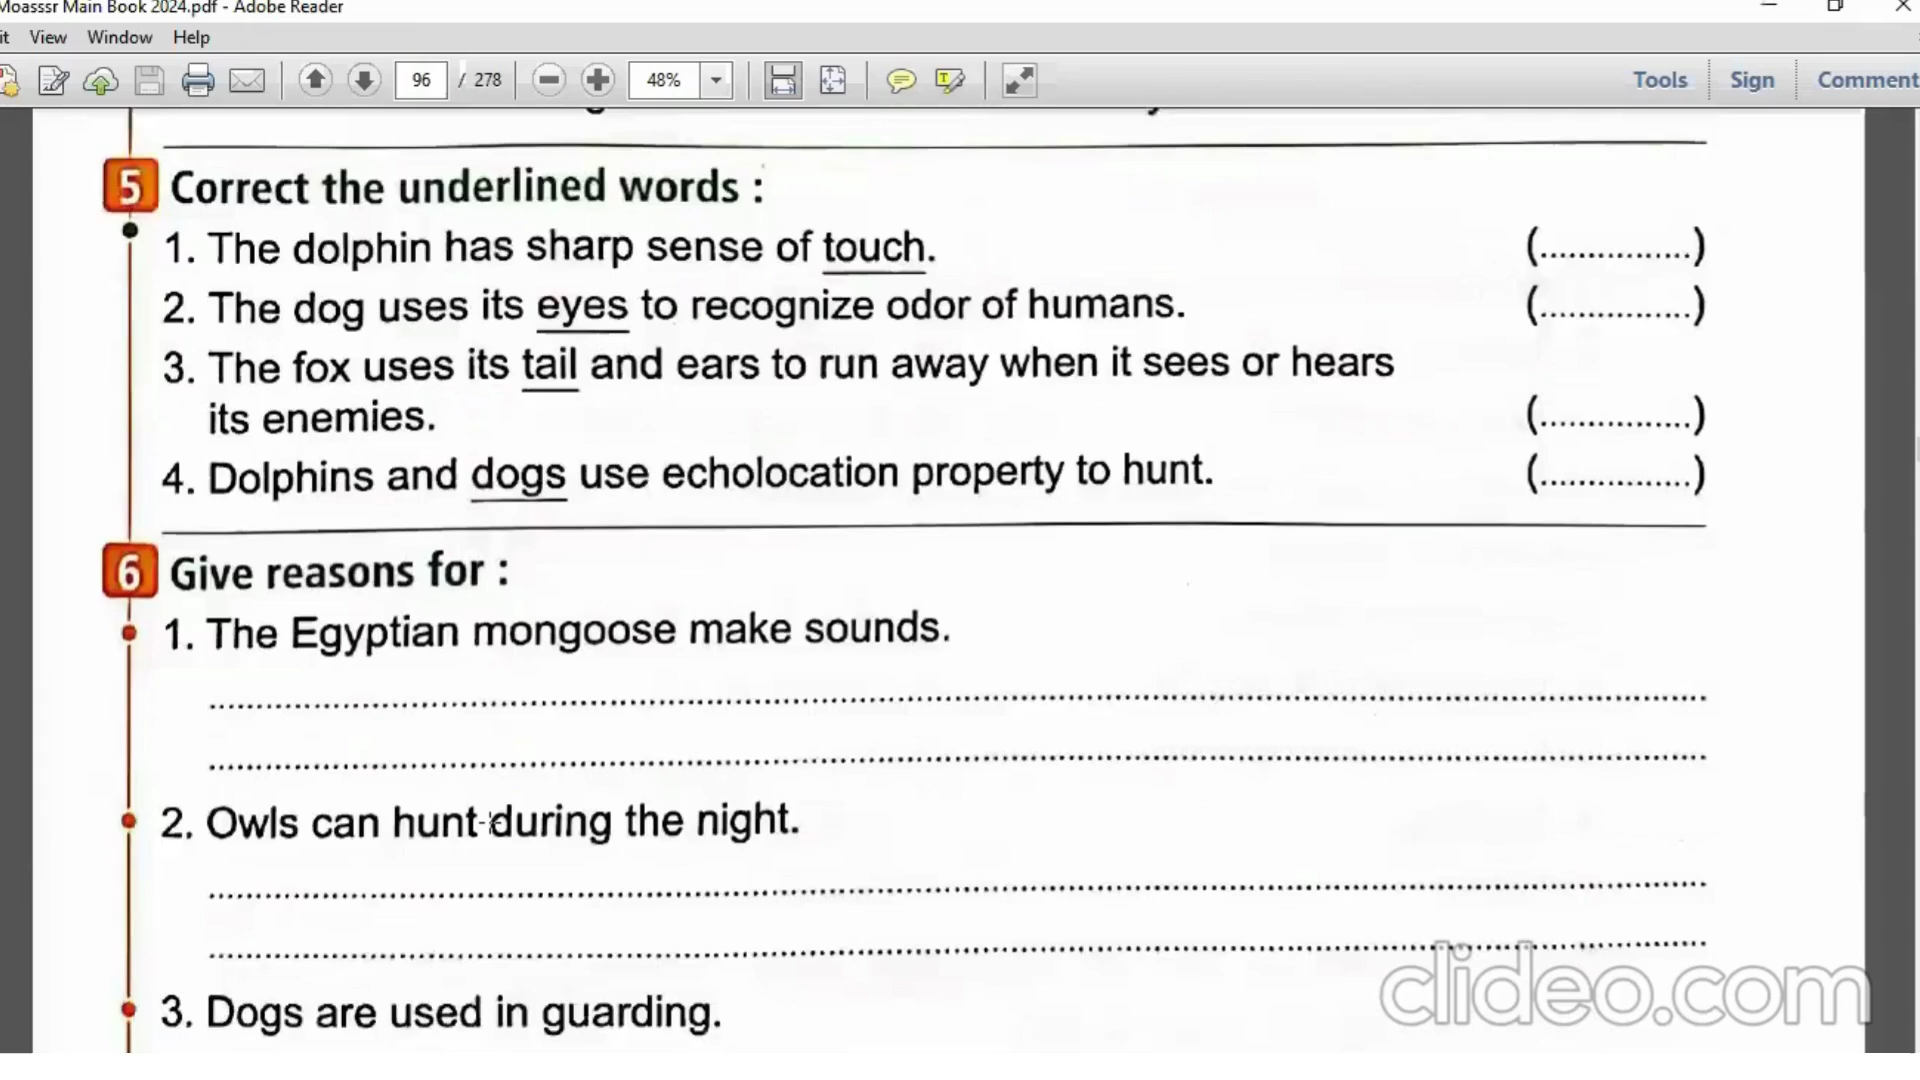 Moasssr Main Book 2024.pdf - Adobe Reader
it View Window Help
96 / 278 48% Tools Sign Comment
5 Correct the underlined words :
1. The dolphin has sharp sense of touch. (................)
2. The dog uses its eyes to recognize odor of humans. (................)
3. The fox uses its tail and ears to run away when it sees or hears
its enemies. (................)
4. Dolphins and dogs use echolocation property to hunt. (................)
6 Give reasons for :
1. The Egyptian mongoose make sounds.
2. Owls can hunt during the night.
3. Dogs are used in guarding.
clideo.com